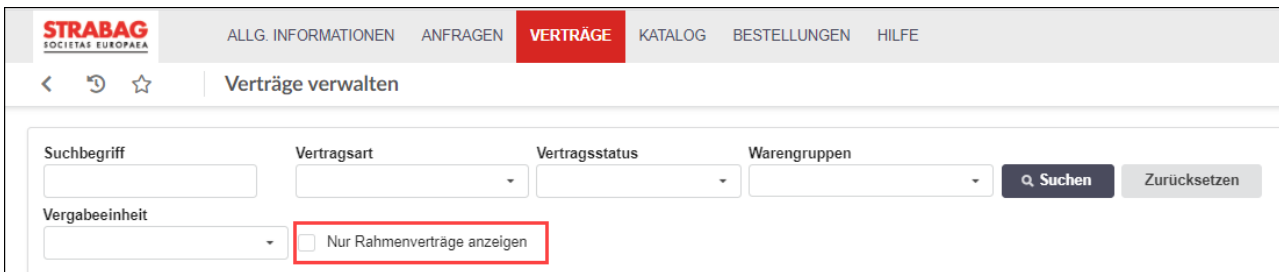 STRABAG
SOCIETAS EUROPAEA
ALLG. INFORMATIONEN ANFRAGEN VERTRÄGE KATALOG BESTELLUNGEN HILFE
Verträge verwalten
Suchbegriff Vertragsart Vertragsstatus Warengruppen
Suchen Zurücksetzen
Vergabeeinheit
Nur Rahmenverträge anzeigen